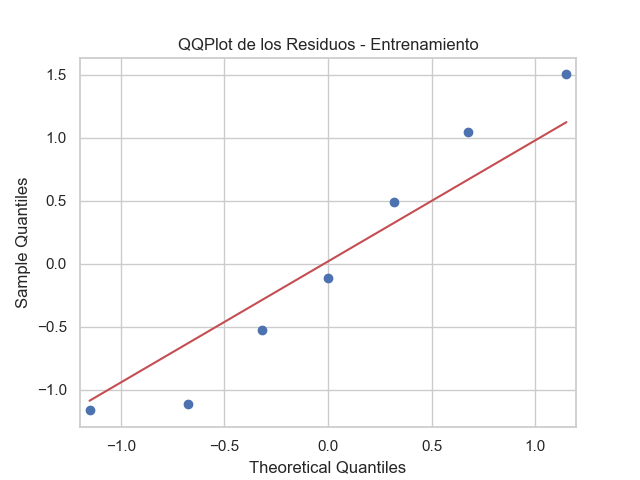 QQPlot de los Residuos - Entrenamiento
1.5
1.0
0.5
0.0
−0.5
−1.0
Sample Quantiles
−1.0 −0.5 0.0 0.5 1.0
Theoretical Quantiles